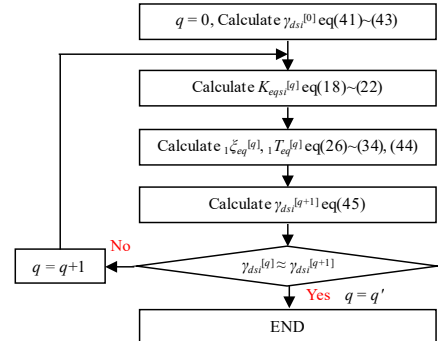 q = 0, Calculate γdsi[0] eq(41)~(43)
Calculate Keqsi[q] eq(18)~(22)
Calculate 1ξeq[q], 1Teq[q] eq(26)~(34), (44)
Calculate γdsi[q+1] eq(45)
No
q = q+1
γdsi[q] ≈ γdsi[q+1]
Yes q = q'
END